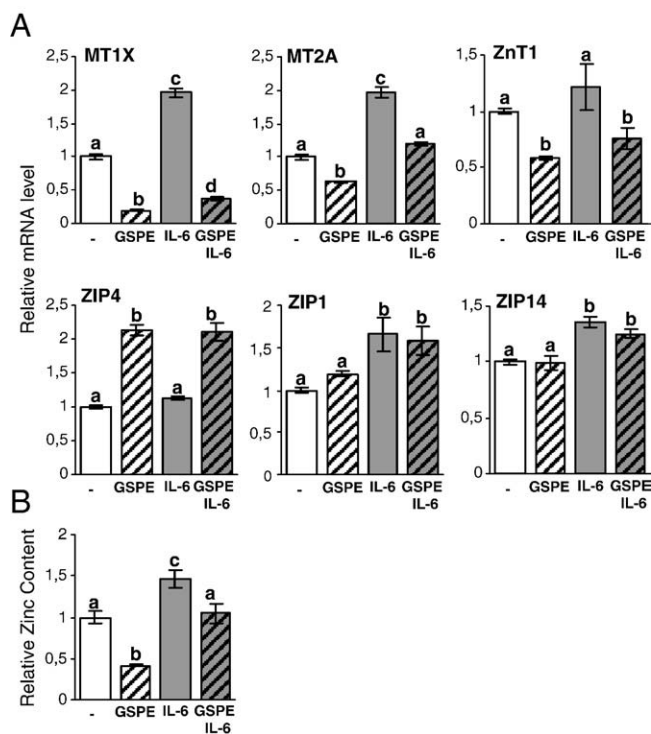 A
Relative mRNA level
MT1X
2,5
2
1,5
1
0,5
0
a
b
c
d
-
GSPE
IL-6
GSPE
IL-6
MT2A
2,5
2
1,5
1
0,5
0
a
b
c
a
-
GSPE
IL-6
GSPE
IL-6
ZnT1
1,5
1
0,5
0
a
b
a
b
-
GSPE
IL-6
GSPE
IL-6
ZIP4
2,5
2
1,5
1
0,5
0
a
b
a
b
-
GSPE
IL-6
GSPE
IL-6
ZIP1
2
1,5
1
0,5
0
a
a
b
b
-
GSPE
IL-6
GSPE
IL-6
ZIP14
1,5
1
0,5
0
a
a
b
b
-
GSPE
IL-6
GSPE
IL-6
B
Relative Zinc Content
2
1,5
1
0,5
0
a
b
c
a
-
GSPE
IL-6
GSPE
IL-6